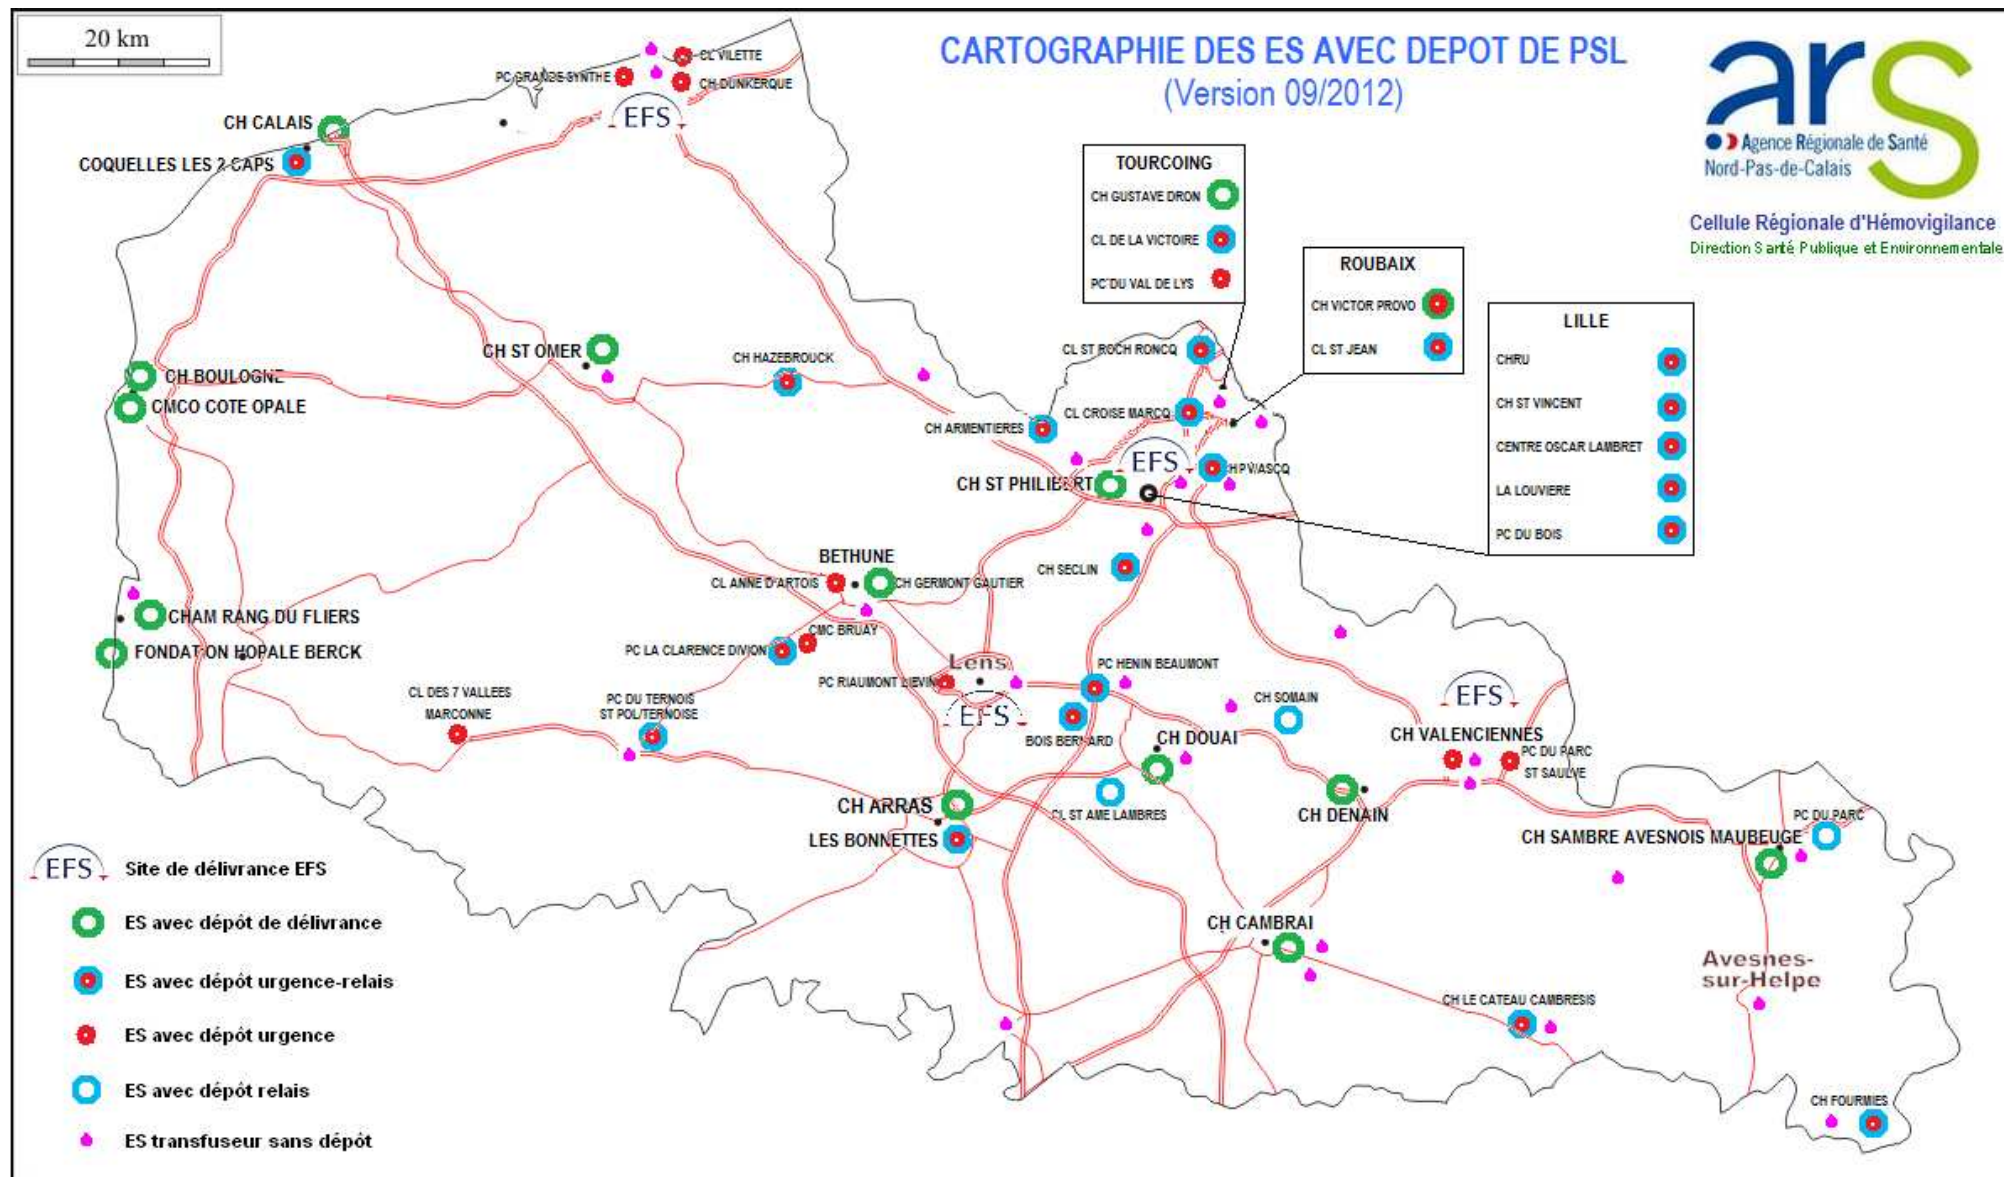 20 km
CARTOGRAPHIE DES ES AVEC DEPOT DE PSL
(Version 09/2012)
ars
Agence Régionale de Santé
Nord-Pas-de-Calais
Cellule Régionale d'Hémovigilance
Direction Santé Publique et Environnementale
CL VILETTE
PC GRANDE SYNTHE
CH DUNKERQUE
EFS
CH CALAIS
COQUELLES LES 2 CAPS
TOURCOING
CH GUSTAVE DRON
CL DE LA VICTOIRE
PC DU VAL DE LYS
ROUBAIX
CH VICTOR PROVO
CL ST JEAN
LILLE
CHRU
CH ST VINCENT
CENTRE OSCAR LAMBRET
LA LOUVIERE
PC DU BOIS
CH ST OMER
CH HAZEBROUCK
CL ST ROCH RONCQ
CH BOULOGNE
CMCO COTE OPALE
CH ARMENTIERES
CL CROISE MARCQ
EFS
HPV/ASCQ
CH ST PHILIBERT
BETHUNE
CL ANNE D'ARTOIS
CH GERMONT GAUTIER
CH SECLIN
CHAM RANG DU FLIERS
FONDATION HOPALE BERCK
CMC BRUAY
PC LA CLARENCE DIVION
Lens
PC RIAUMONT LIEVIN
EFS
PC HENIN BEAUMONT
BOIS BERNARD
CL DES 7 VALLEES
MARCONNE
PC DU TERNOIS
ST POL/TERNOISE
CH SOMAIN
EFS
CH DOUAI
CH VALENCIENNES
PC DU PARC
ST SAULVE
CH ARRAS
LES BONNETTES
CL ST AME LAMBRES
CH DENAIN
PC DU PARC
CH SAMBRE AVESNOIS MAUBEUGE
CH CAMBRAI
Avesnes-
sur-Helpe
CH LE CATEAU CAMBRESIS
CH FOURMIES
EFS
Site de délivrance EFS
ES avec dépôt de délivrance
ES avec dépôt urgence-relais
ES avec dépôt urgence
ES avec dépôt relais
ES transfuseur sans dépôt